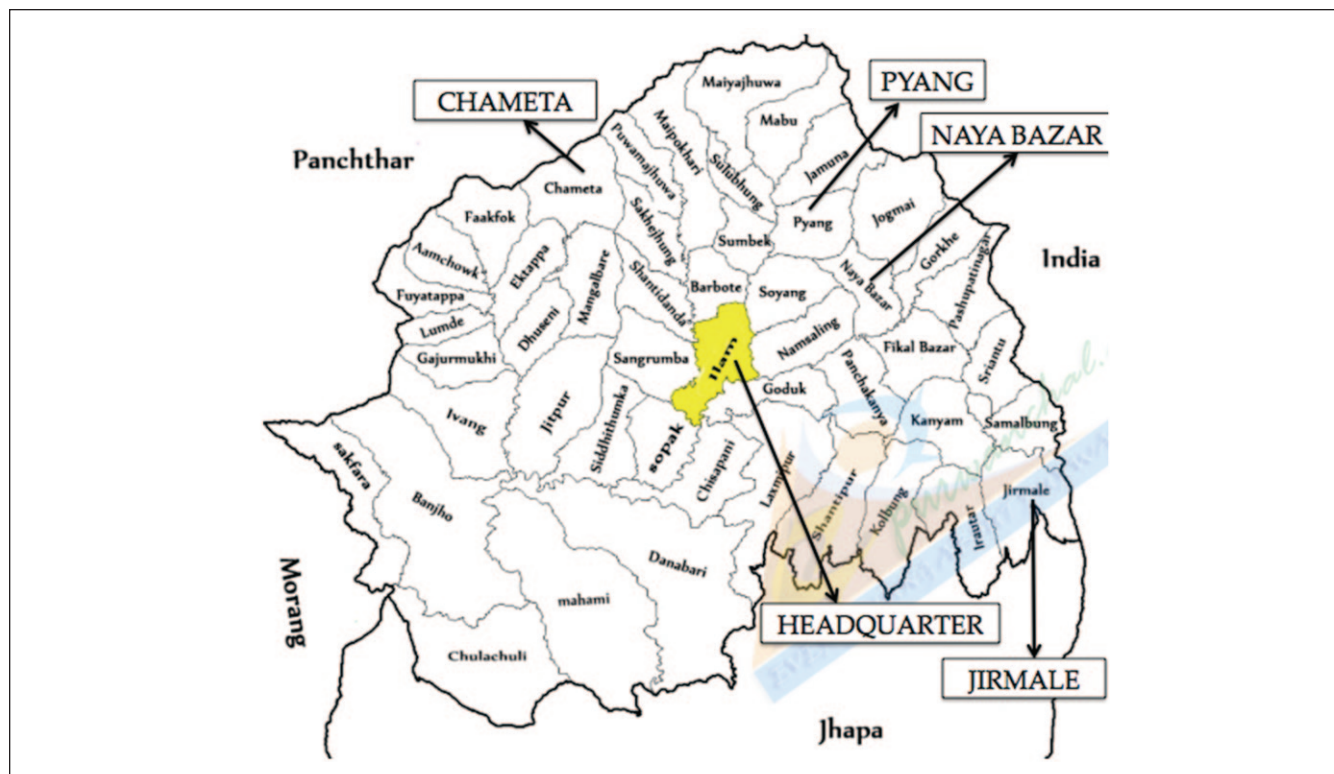 Maiyajhuwa
PYANG
CHAMETA
Mabu
NAYA BAZAR
Panchthar
Puwamajhuwa
Maipokhari
Sulubhung
Jamuna
Chameta
Faakfok
Sakhejhung
Sumbek
Pyang
Jogmai
Aamchowk
Ektappa
Mangalbare
Shantidanda
Gorkhe
Pashupatinagar
India
Fuyatappa
Barbote
Soyang
Naya Bazar
Lumde
Dhuseni
Gajurmukhi
Sangrumba
Ilam
Namsaling
Fikal Bazar
Sriantu
Goduk
Panchakanya
Ivang
Jitpur
Siddhithumka
sopak
Kanyam
Samalbung
sakfara
Chisapani
Laxmipur
Shantipur
Kolbung
Jirmale
Banjho
Irautar
Danabari
purwanchal.
Morang
mahami
HEADQUARTER
Chulachuli
JIRMALE
Jhapa